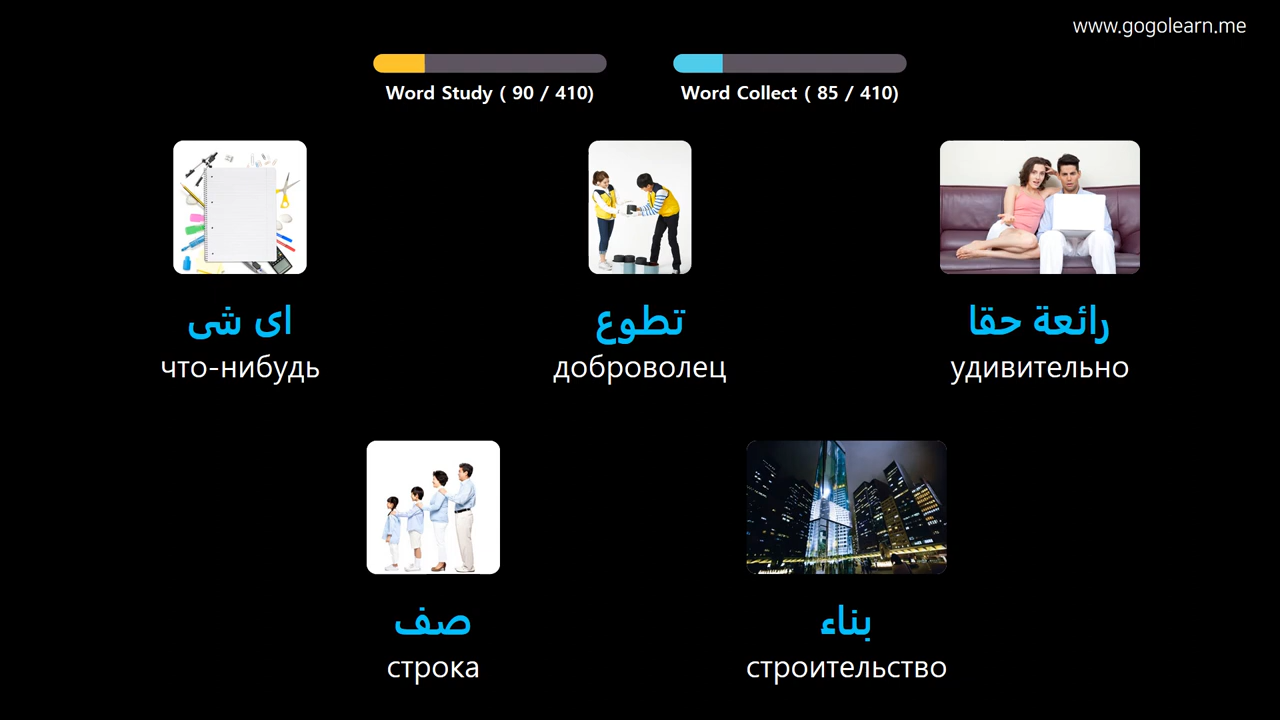 www.gogolearn.me
Word Study ( 90 / 410)
Word Collect ( 85 / 410)
اى شى
что-нибудь
تطوع
доброволец
رائعة حقا
удивительно
صف
строка
بناء
строительство